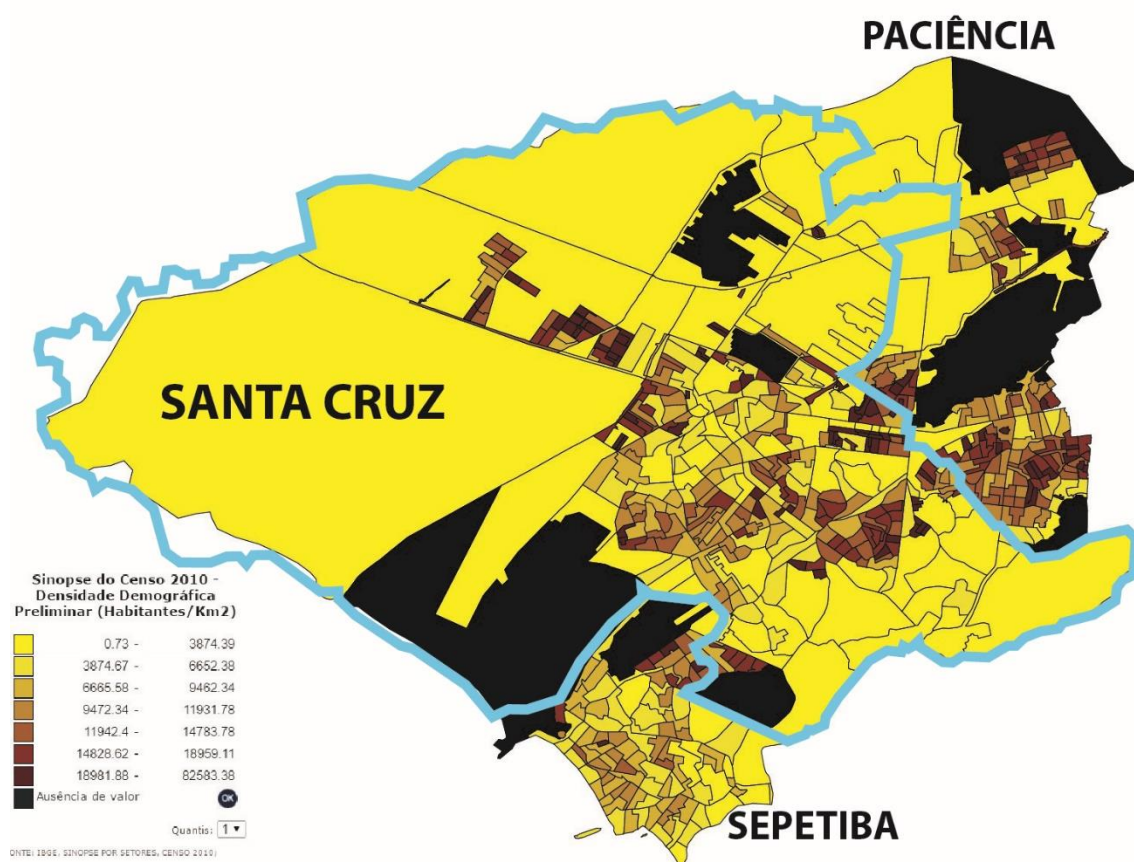 PACIÊNCIA
SANTA CRUZ
Sinopse do Censo 2010 -
Densidade Demográfica
Preliminar (Habitantes/Km2)
0.73 - 3874.39
3874.67 - 6652.38
6665.58 - 9462.34
9472.34 - 11931.78
11942.4 - 14783.78
14828.62 - 18959.11
18981.88 - 82583.38
Ausência de valor OK
Quantis: 1
SEPETIBA
ONTE: IBGE, SINOPSE POR SETORES, CENSO 2010;